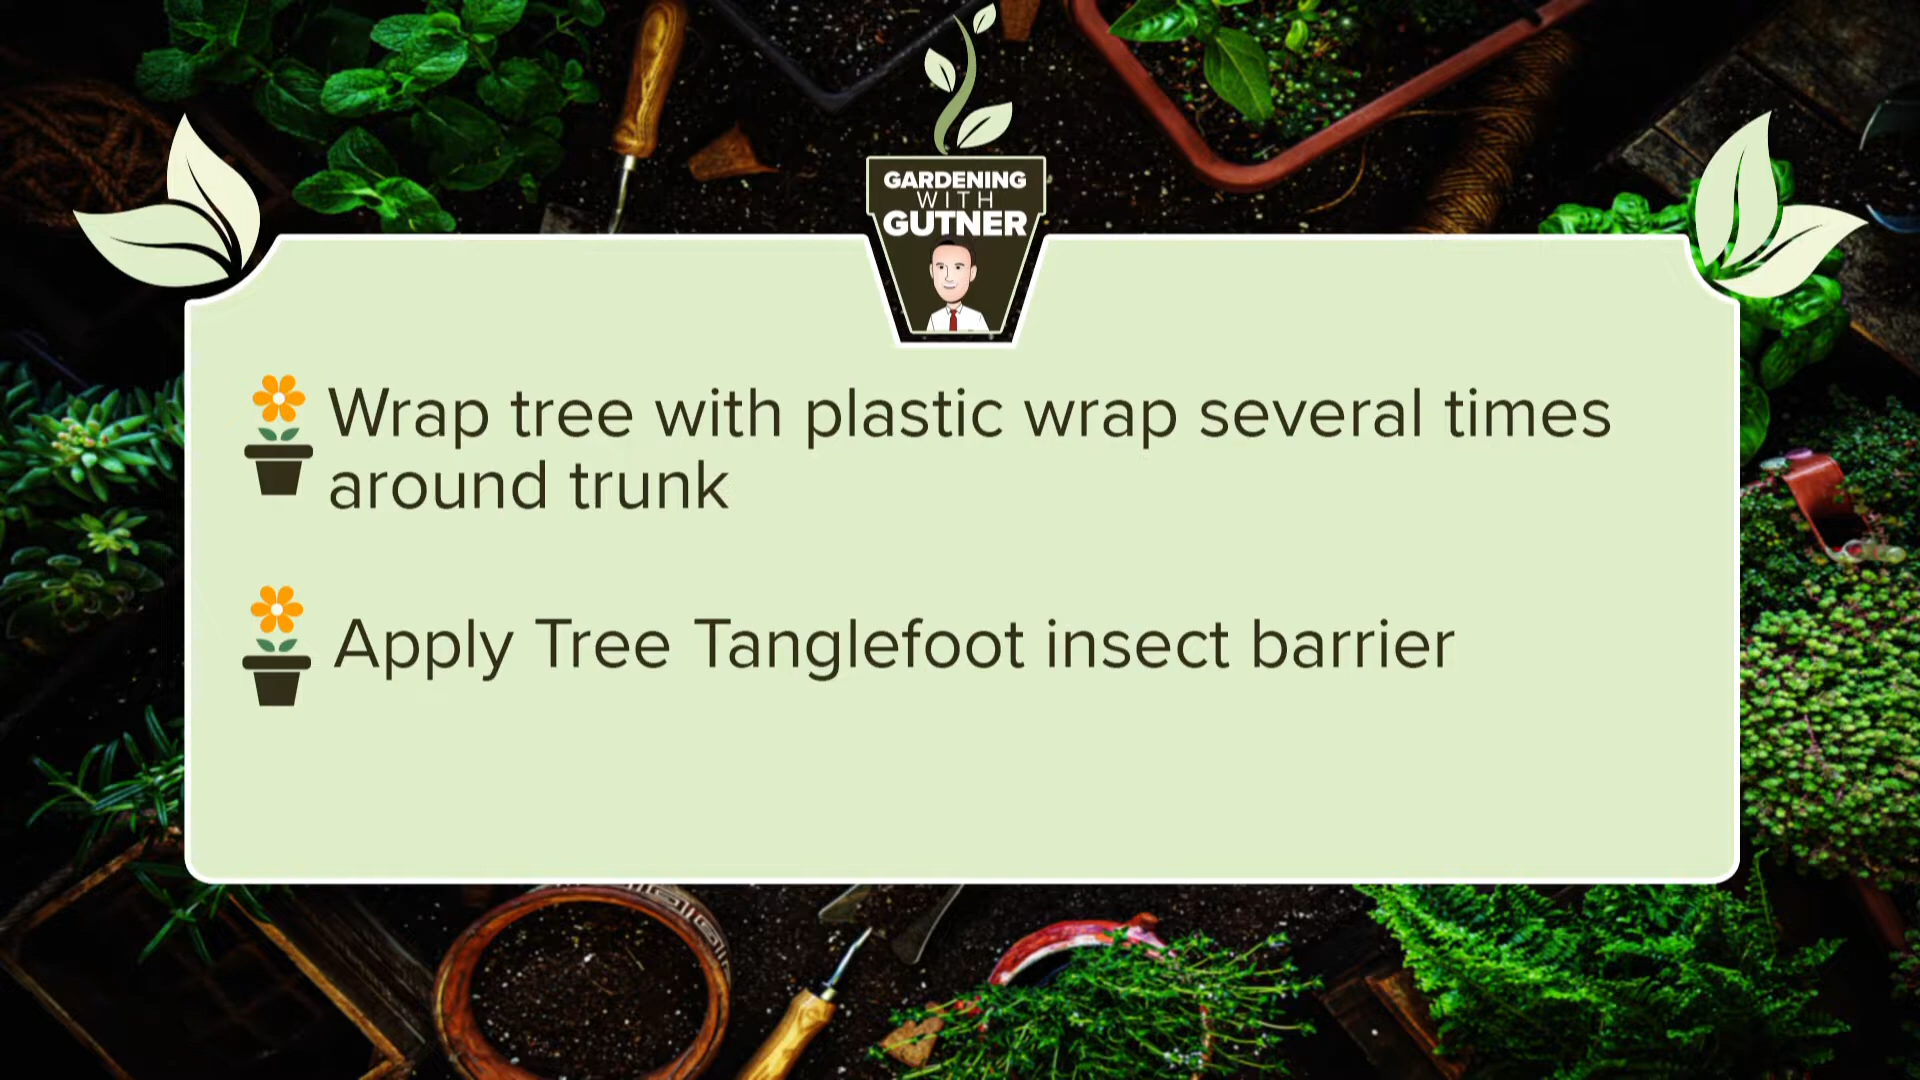 GARDENING
WITH
GUTNER
Wrap tree with plastic wrap several times
around trunk
Apply Tree Tanglefoot insect barrier